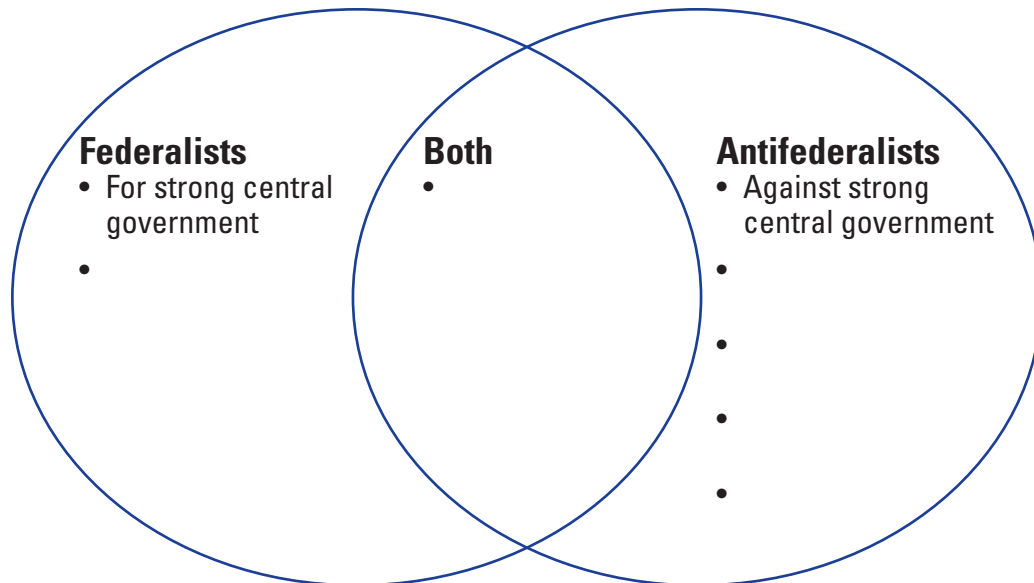 Federalists
• For strong central
government
•
Both
•
Antifederalists
• Against strong
central government
•
•
•
•